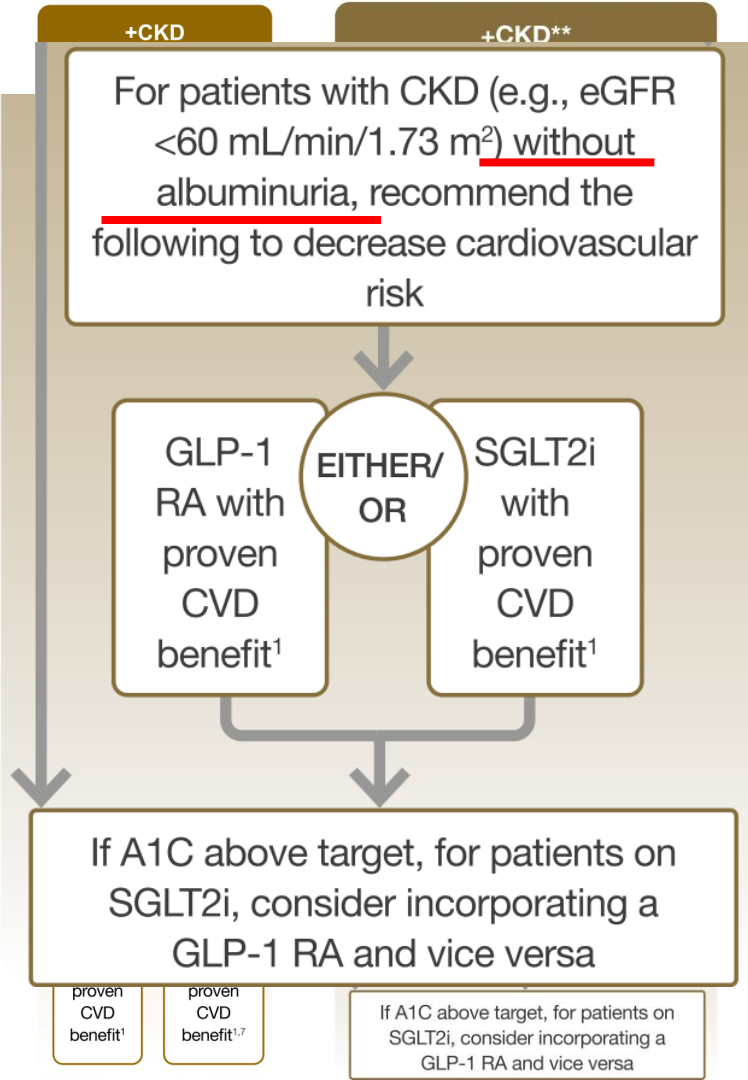 +CKD
+CKD**
For patients with CKD (e.g., eGFR
<60 mL/min/1.73 m²) without
albuminuria, recommend the
following to decrease cardiovascular
risk
GLP-1
RA with
proven
CVD
benefit¹
EITHER/
OR
SGLT2i
with
proven
CVD
benefit¹
If A1C above target, for patients on
SGLT2i, consider incorporating a
GLP-1 RA and vice versa
proven
CVD
benefit¹
proven
CVD
benefit¹,⁷
If A1C above target, for patients on
SGLT2i, consider incorporating a
GLP-1 RA and vice versa